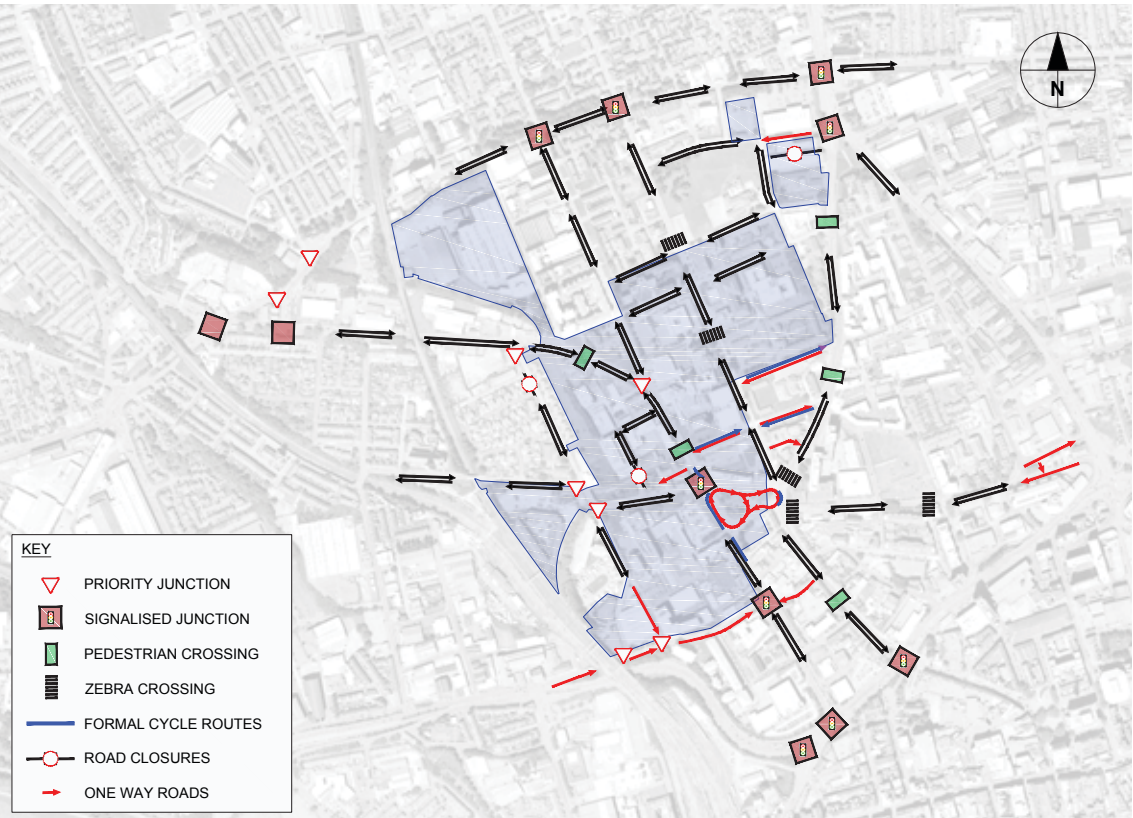 N
KEY
PRIORITY JUNCTION
SIGNALISED JUNCTION
PEDESTRIAN CROSSING
ZEBRA CROSSING
FORMAL CYCLE ROUTES
ROAD CLOSURES
ONE WAY ROADS